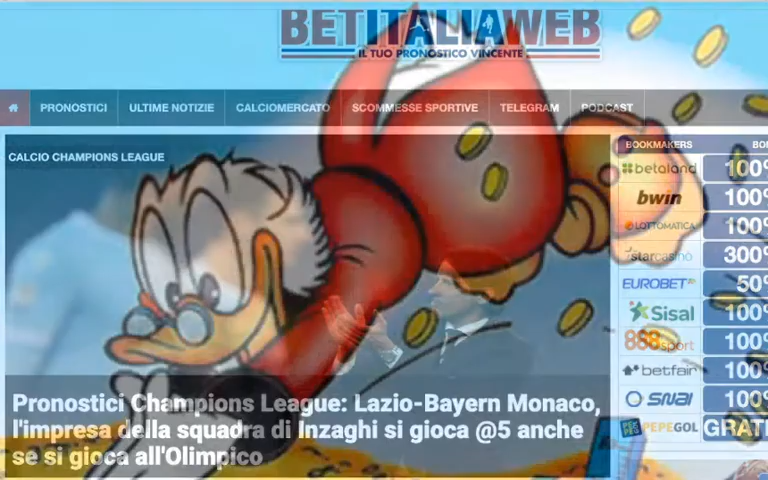 BETITALIAWEB
IL TUO PRONOSTICO VINCENTE
PRONOSTICI
ULTIME NOTIZIE
CALCIOMERCATO
SCOMMESSE SPORTIVE
TELEGRAM
PODCAST
CALCIO CHAMPIONS LEAGUE
Pronostici Champions League: Lazio-Bayern Monaco,
l'impresa della squadra di Inzaghi si gioca @5 anche
se si gioca all'Olimpico
BOOKMAKERS BO
betaland 100%
bwin 100%
LOTTOMATICA 100%
starcasinò 300%
EUROBET 50%
Sisal 100%
888sport 100%
betfair 100%
SNAI 100%
PEPEGOL GRATI